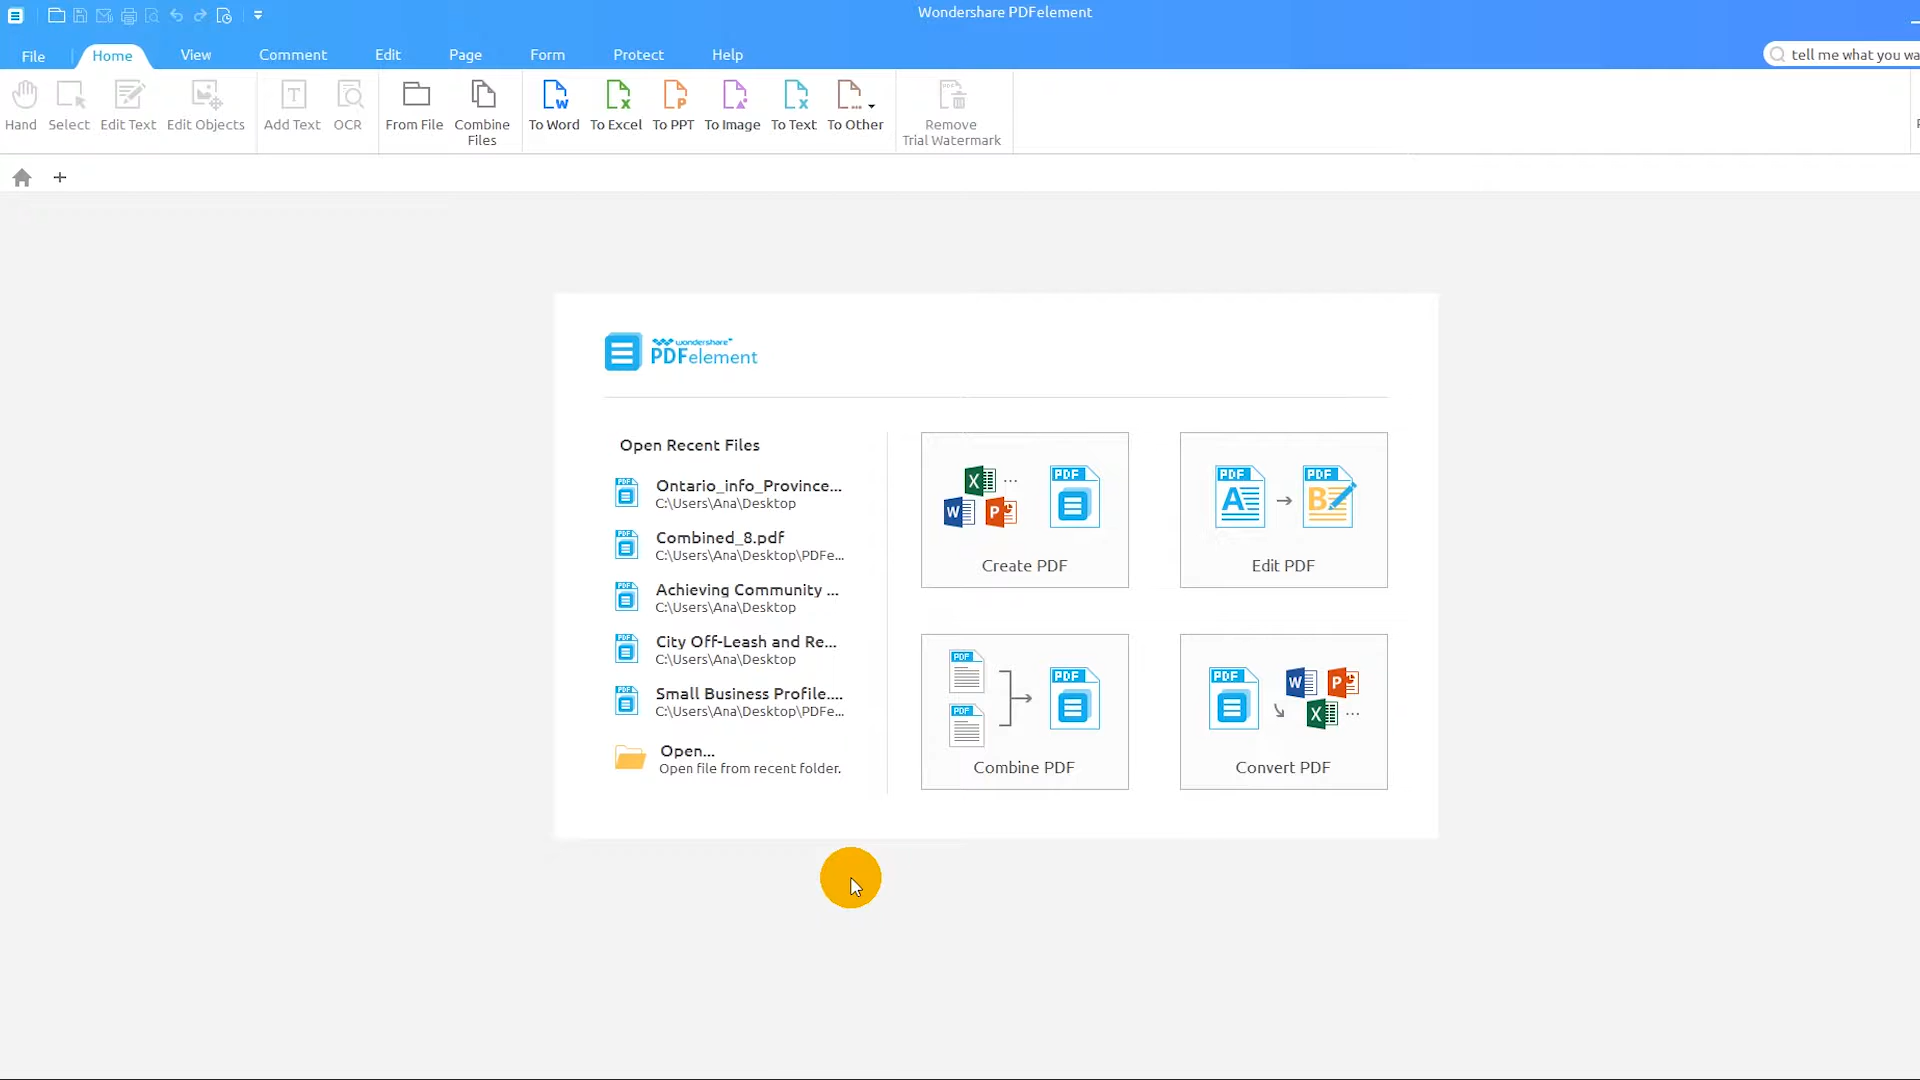 Wondershare PDFelement
File Home View Comment Edit Page Form Protect Help
tell me what you wa
Hand Select Edit Text Edit Objects Add Text OCR From File Combine Files To Word To Excel To PPT To Image To Text To Other Remove Trial Watermark
wondershare
PDFelement
Open Recent Files
Ontario_info_Province...
C:\Users\Ana\Desktop
Combined_8.pdf
C:\Users\Ana\Desktop\PDFe...
Achieving Community ...
C:\Users\Ana\Desktop
City Off-Leash and Re...
C:\Users\Ana\Desktop
Small Business Profile....
C:\Users\Ana\Desktop\PDFe...
Open...
Open file from recent folder.
Create PDF
Edit PDF
Combine PDF
Convert PDF